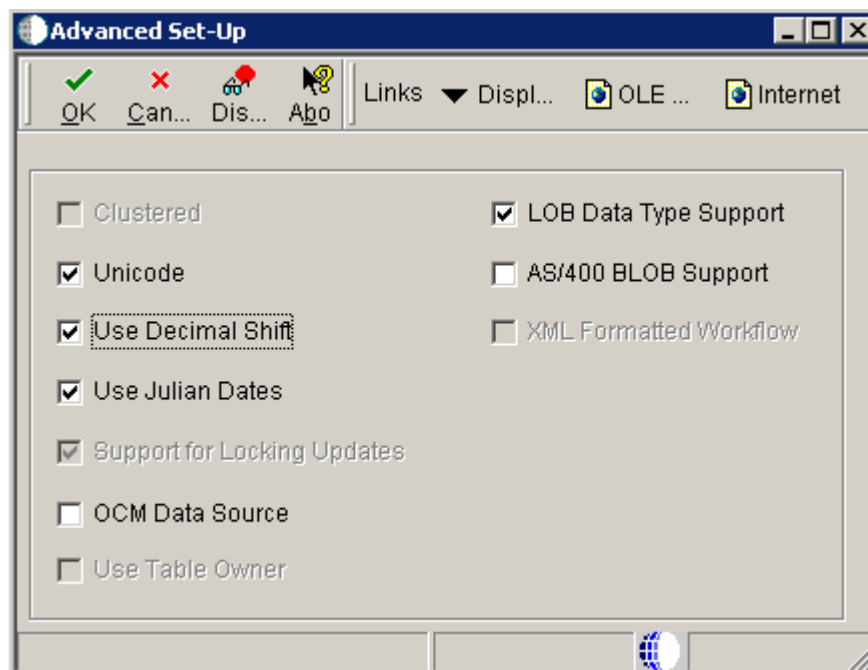 Advanced Set-Up
OK Can... Dis... Abo Links Displ... OLE ... Internet
Clustered
LOB Data Type Support
Unicode
AS/400 BLOB Support
Use Decimal Shift
XML Formatted Workflow
Use Julian Dates
Support for Locking Updates
OCM Data Source
Use Table Owner